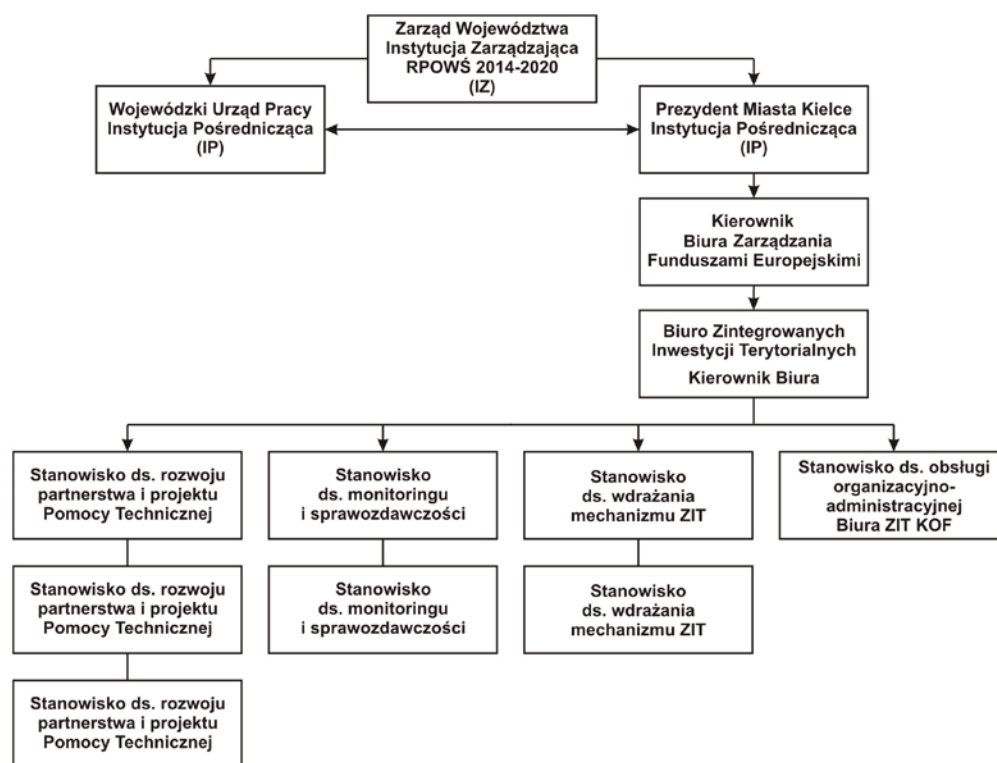 Zarząd Województwa
Instytucja Zarządzająca
RPOWŚ 2014-2020
(IZ)
Wojewódzki Urząd Pracy
Instytucja Pośrednicząca
(IP)
Prezydent Miasta Kielce
Instytucja Pośrednicząca
(IP)
Kierownik
Biura Zarządzania
Funduszami Europejskimi
Biuro Zintegrowanych
Inwestycji Terytorialnych
Kierownik Biura
Stanowisko ds. rozwoju
partnerstwa i projektu
Pomocy Technicznej
Stanowisko
ds. monitoringu
i sprawozdawczości
Stanowisko
ds. wdrażania
mechanizmu ZIT
Stanowisko ds. obsługi
organizacyjno-
administracyjnej
Biura ZIT KOF
Stanowisko ds. rozwoju
partnerstwa i projektu
Pomocy Technicznej
Stanowisko
ds. monitoringu
i sprawozdawczości
Stanowisko
ds. wdrażania
mechanizmu ZIT
Stanowisko ds. rozwoju
partnerstwa i projektu
Pomocy Technicznej